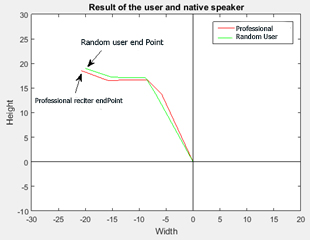 Result of the user and native speaker
30
25
20
15
10
5
0
-5
-10
-30 -25 -20 -15 -10 -5 0 5 10 15 20
Height
Width
Professional
Random User
Random user end Point
Professional reciter endPoint